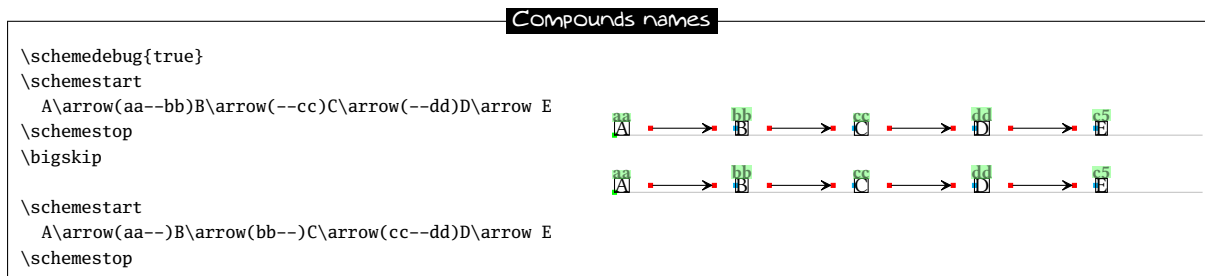 Compounds names
\schemedebug{true}
\schemestart
  A\arrow(aa--bb)B\arrow(--cc)C\arrow(--dd)D\arrow E
\schemestop
\bigskip

\schemestart
  A\arrow(aa--)B\arrow(bb--)C\arrow(cc--dd)D\arrow E
\schemestop
aa bb cc dd c5
A B C D E
aa bb cc dd c5
A B C D E